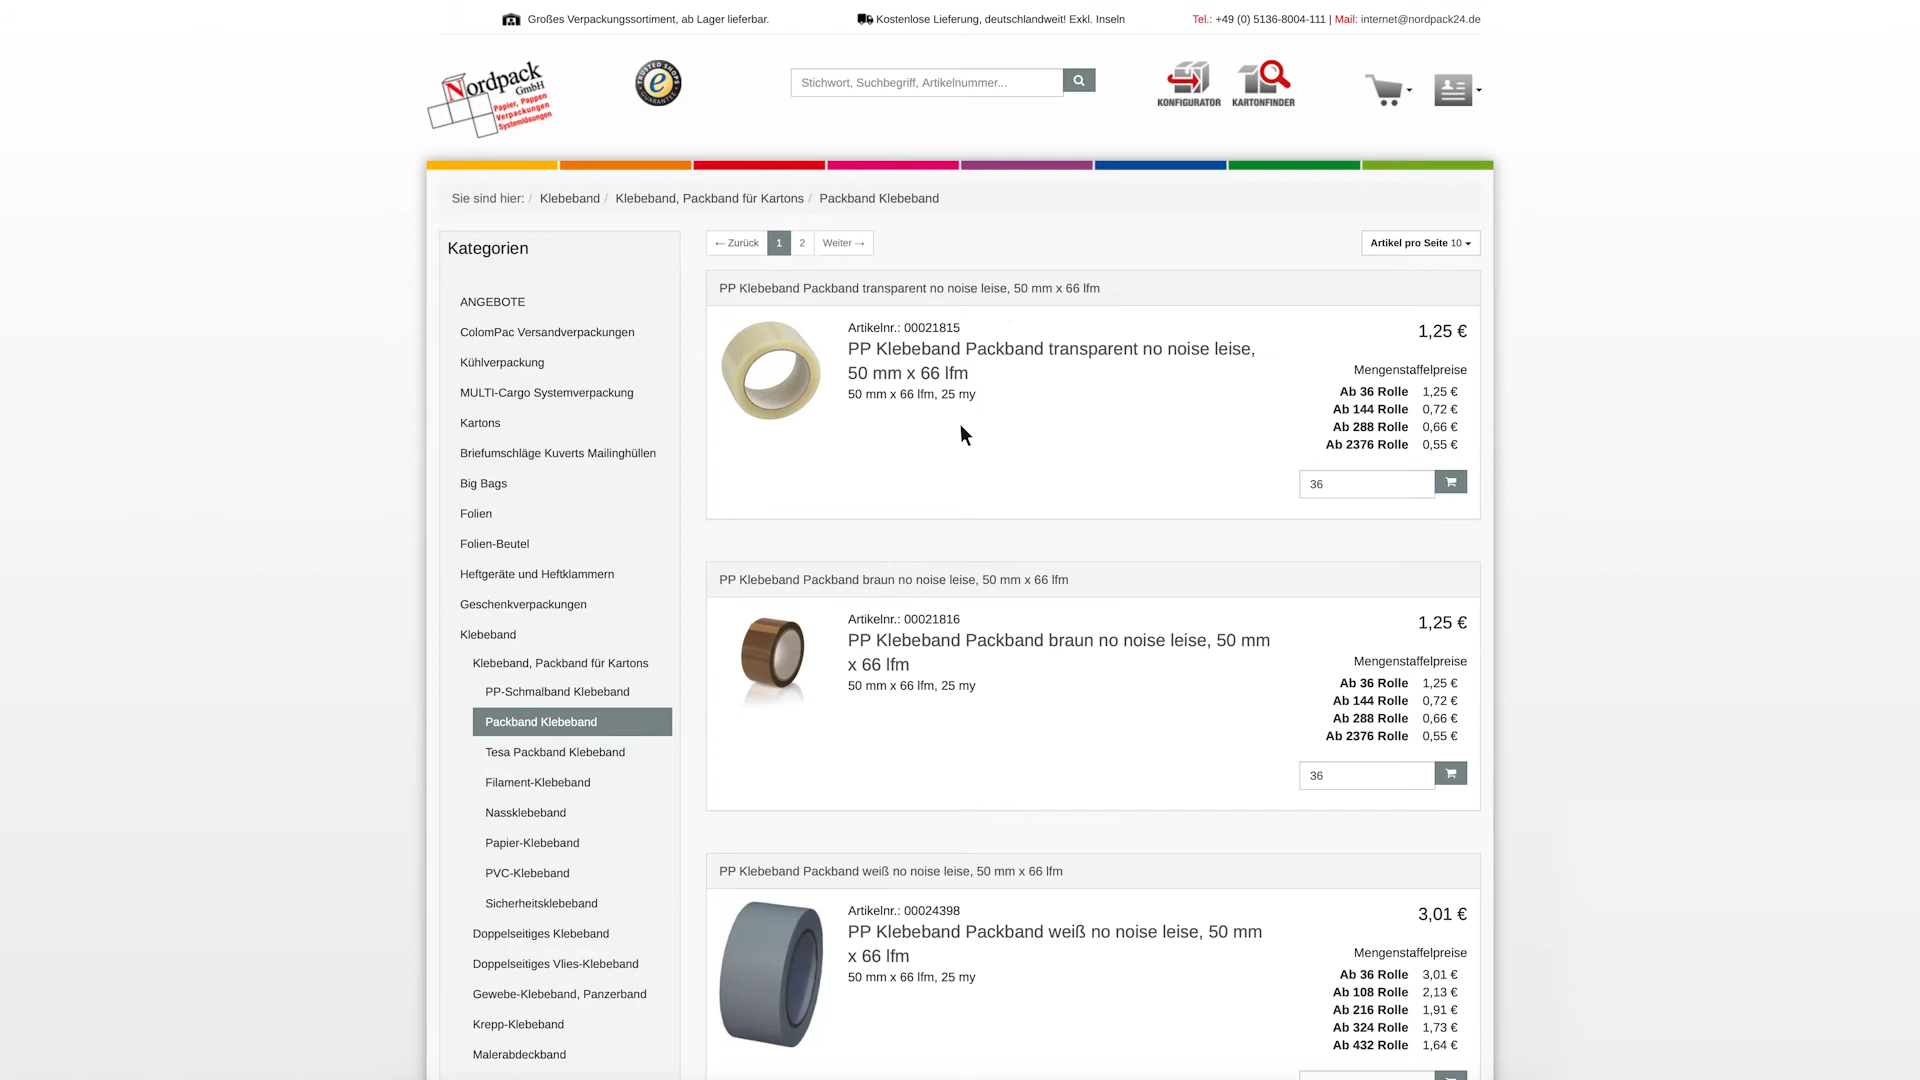 Großes Verpackungssortiment, ab Lager lieferbar.
Kostenlose Lieferung, deutschlandweit! Exkl. Inseln
Tel.: +49 (0) 5136-8004-111 | Mail: internet@nordpack24.de
Nordpack
GmbH
Papier, Pappen
Verpackungen
Systemlösungen
TRUSTED SHOPS
GUARANTEE
Stichwort, Suchbegriff, Artikelnummer...
KONFIGURATOR
KARTONFINDER
Sie sind hier: / Klebeband / Klebeband, Packband für Kartons / Packband Klebeband
Kategorien
ANGEBOTE
ColomPac Versandverpackungen
Kühlverpackung
MULTI-Cargo Systemverpackung
Kartons
Briefumschläge Kuverts Mailinghüllen
Big Bags
Folien
Folien-Beutel
Heftgeräte und Heftklammern
Geschenkverpackungen
Klebeband
Klebeband, Packband für Kartons
PP-Schmalband Klebeband
Packband Klebeband
Tesa Packband Klebeband
Filament-Klebeband
Nassklebeband
Papier-Klebeband
PVC-Klebeband
Sicherheitsklebeband
Doppelseitiges Klebeband
Doppelseitiges Vlies-Klebeband
Gewebe-Klebeband, Panzerband
Krepp-Klebeband
Malerabdeckband
← Zurück 1 2 Weiter →
Artikel pro Seite 10
PP Klebeband Packband transparent no noise leise, 50 mm x 66 lfm
Artikelnr.: 00021815
PP Klebeband Packband transparent no noise leise,
50 mm x 66 lfm
50 mm x 66 lfm, 25 my
1,25 €
Mengenstaffelpreise
Ab 36 Rolle 1,25 €
Ab 144 Rolle 0,72 €
Ab 288 Rolle 0,66 €
Ab 2376 Rolle 0,55 €
36
PP Klebeband Packband braun no noise leise, 50 mm x 66 lfm
Artikelnr.: 00021816
PP Klebeband Packband braun no noise leise, 50 mm
x 66 lfm
50 mm x 66 lfm, 25 my
1,25 €
Mengenstaffelpreise
Ab 36 Rolle 1,25 €
Ab 144 Rolle 0,72 €
Ab 288 Rolle 0,66 €
Ab 2376 Rolle 0,55 €
36
PP Klebeband Packband weiß no noise leise, 50 mm x 66 lfm
Artikelnr.: 00024398
PP Klebeband Packband weiß no noise leise, 50 mm
x 66 lfm
50 mm x 66 lfm, 25 my
3,01 €
Mengenstaffelpreise
Ab 36 Rolle 3,01 €
Ab 108 Rolle 2,13 €
Ab 216 Rolle 1,91 €
Ab 324 Rolle 1,73 €
Ab 432 Rolle 1,64 €